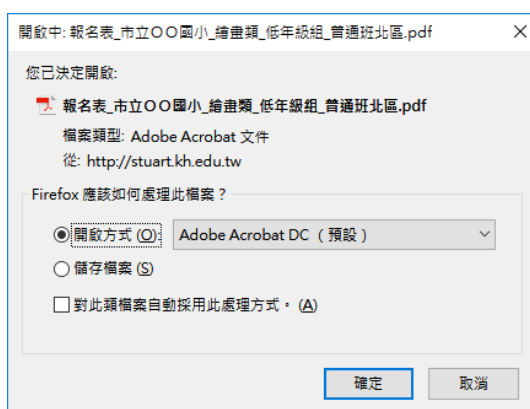 開啟中: 報名表_市立○○國小_繪畫類_低年級組_普通班北區.pdf
您已決定開啟:
報名表_市立○○國小_繪畫類_低年級組_普通班北區.pdf
檔案類型: Adobe Acrobat 文件
從: http://stuart.kh.edu.tw
Firefox 應該如何處理此檔案？
開啟方式 (O): Adobe Acrobat DC （預設）
儲存檔案 (S)
對此類檔案自動採用此處理方式。 (A)
確定 取消